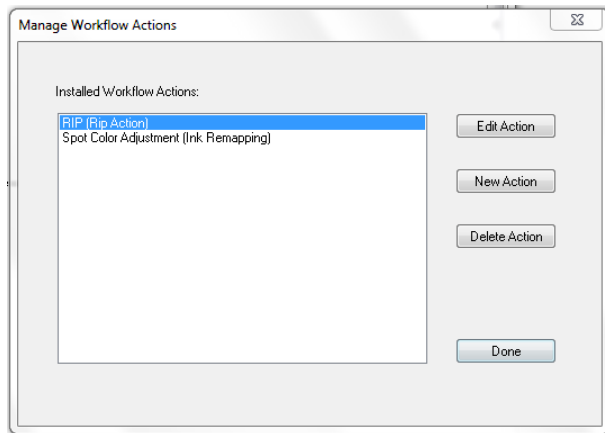 Manage Workflow Actions
Installed Workflow Actions:
RIP (Rip Action)
Spot Color Adjustment (Ink Remapping)
Edit Action
New Action
Delete Action
Done